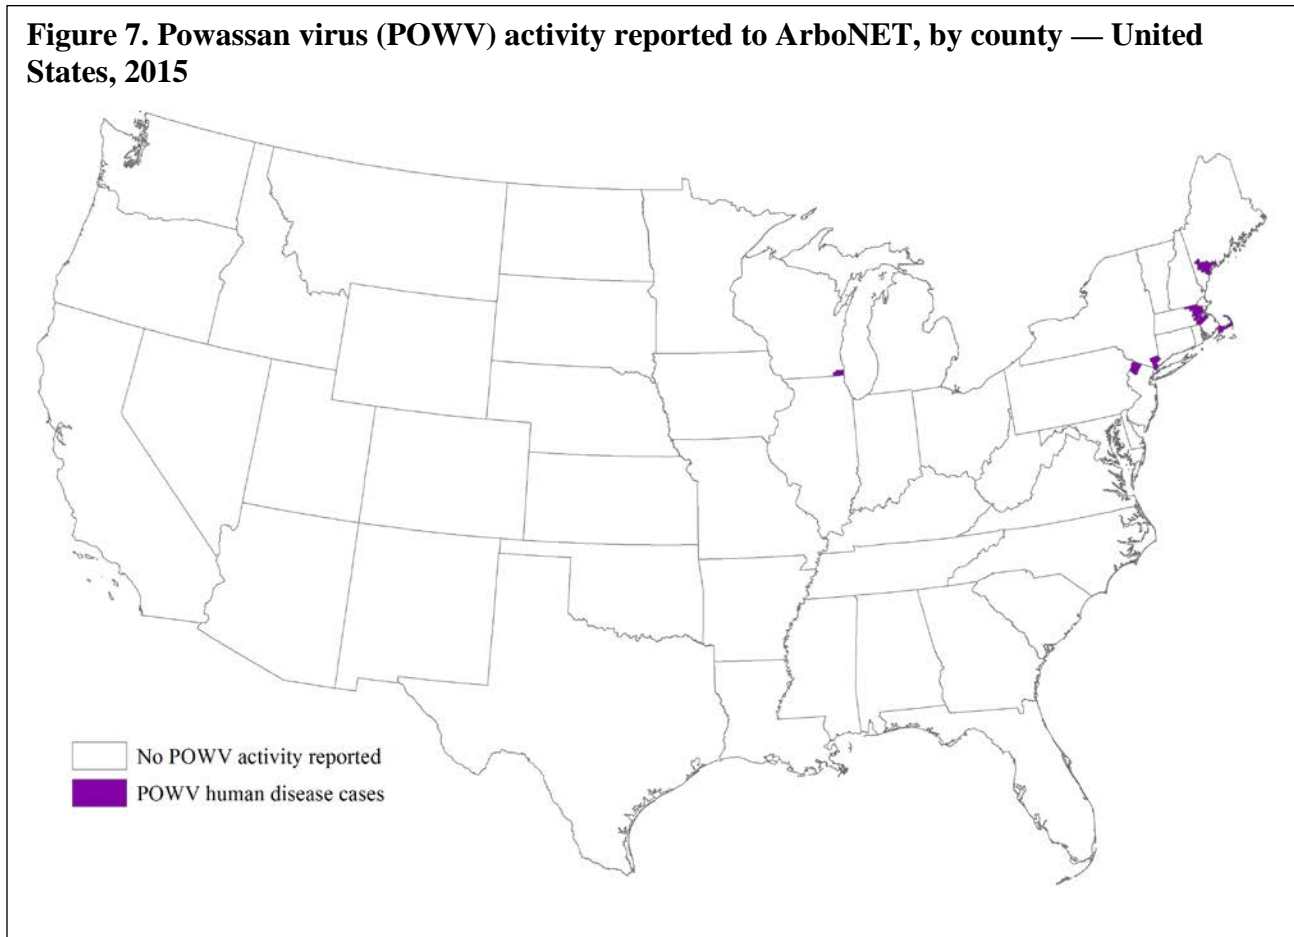 Figure 7. Powassan virus (POWV) activity reported to ArboNET, by county — United
States, 2015
No POWV activity reported
POWV human disease cases